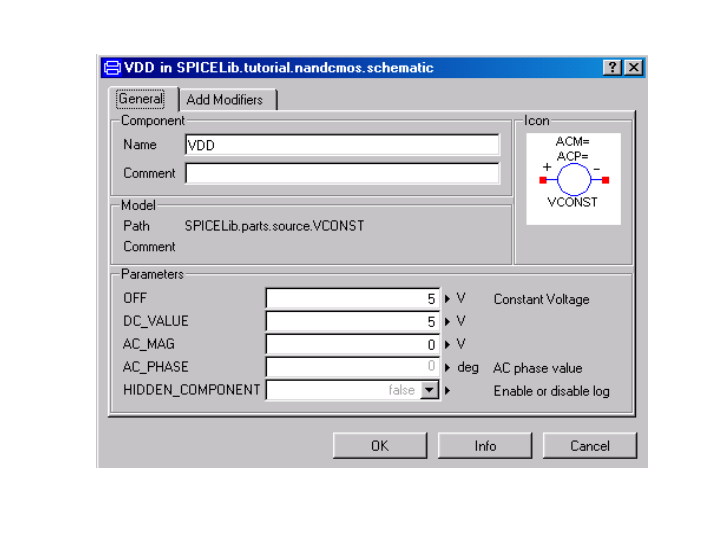 VDD in SPICELib.tutorial.nandcmos.schematic ? X
General Add Modifiers
Component
Name VDD
Comment
Icon
ACM=
ACP=
+ -
VCONST
Model
Path SPICELib.parts.source.VCONST
Comment
Parameters
OFF 5 V Constant Voltage
DC_VALUE 5 V
AC_MAG 0 V
AC_PHASE 0 deg AC phase value
HIDDEN_COMPONENT false Enable or disable log
OK Info Cancel